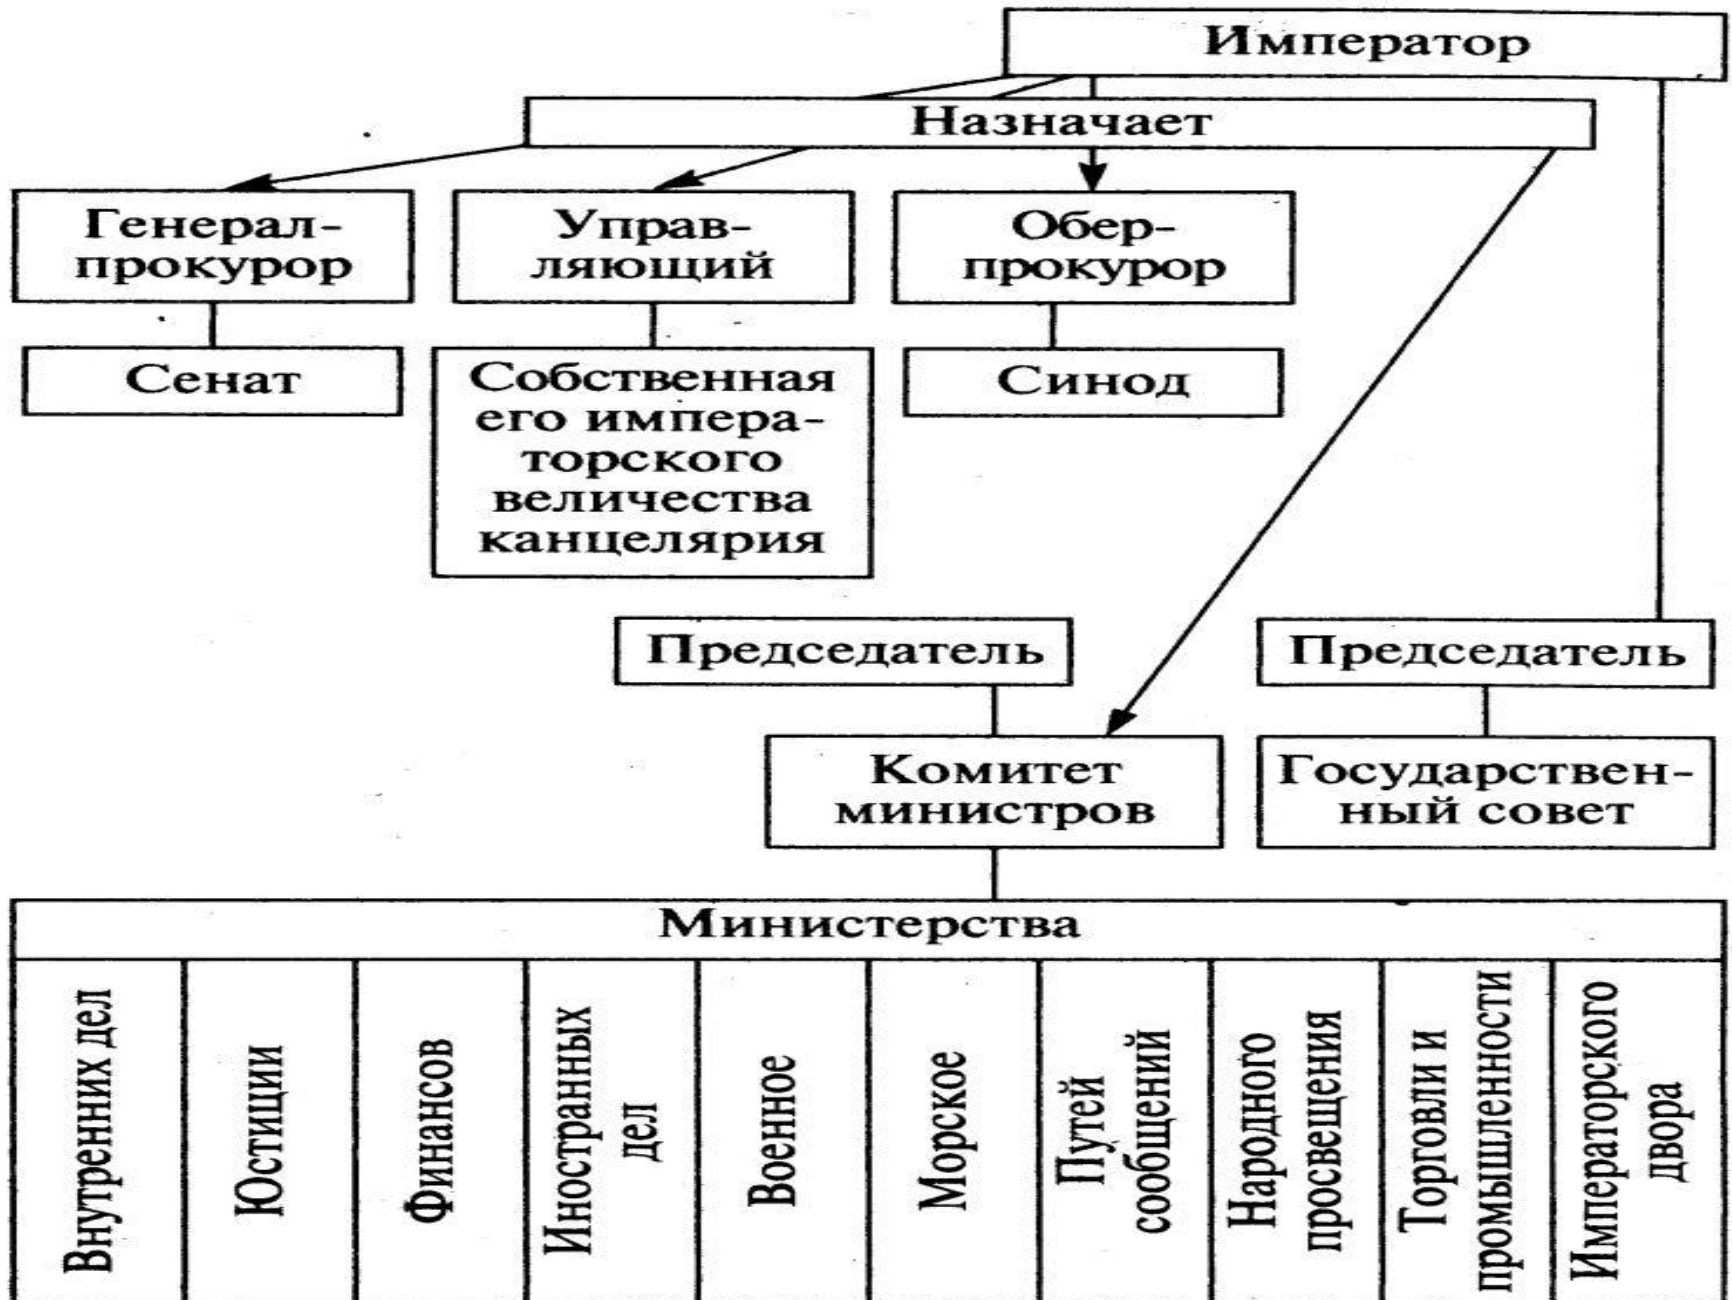 Император
Назначает
Генерал-
прокурор
Управ-
ляющий
Обер-
прокурор
Сенат
Собственная
его импера-
торского
величества
канцелярия
Синод
Председатель
Председатель
Комитет
министров
Государствен-
ный совет
Министерства
Внутренних дел
Юстиции
Финансов
Иностранных
дел
Военное
Морское
Путей
сообщений
Народного
просвещения
Торговли и
промышленности
Императорского
двора